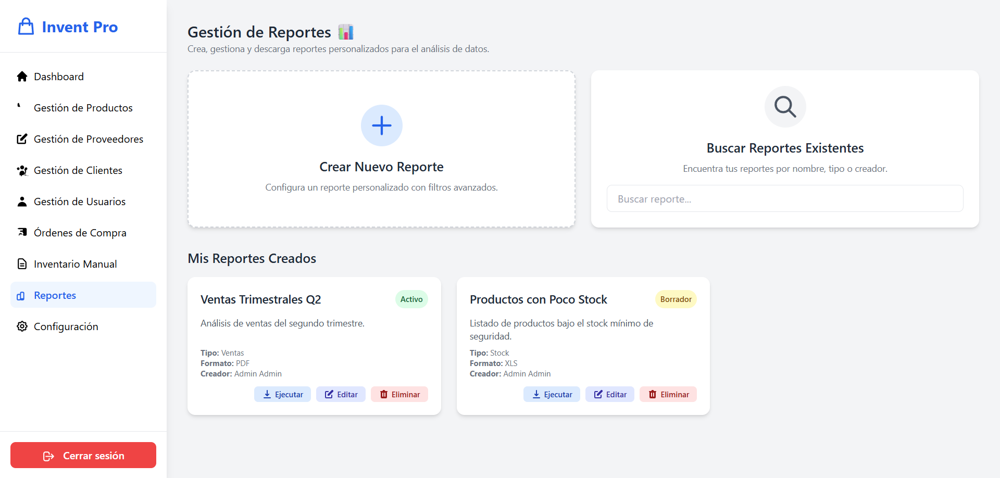 Invent Pro
Dashboard
Gestión de Productos
Gestión de Proveedores
Gestión de Clientes
Gestión de Usuarios
Órdenes de Compra
Inventario Manual
Reportes
Configuración
Cerrar sesión
Gestión de Reportes
Crea, gestiona y descarga reportes personalizados para el análisis de datos.
Crear Nuevo Reporte
Configura un reporte personalizado con filtros avanzados.
Buscar Reportes Existentes
Encuentra tus reportes por nombre, tipo o creador.
Buscar reporte...
Mis Reportes Creados
Ventas Trimestrales Q2
Activo
Análisis de ventas del segundo trimestre.
Tipo: Ventas
Formato: PDF
Creador: Admin Admin
Ejecutar
Editar
Eliminar
Productos con Poco Stock
Borrador
Listado de productos bajo el stock mínimo de
seguridad.
Tipo: Stock
Formato: XLS
Creador: Admin Admin
Ejecutar
Editar
Eliminar